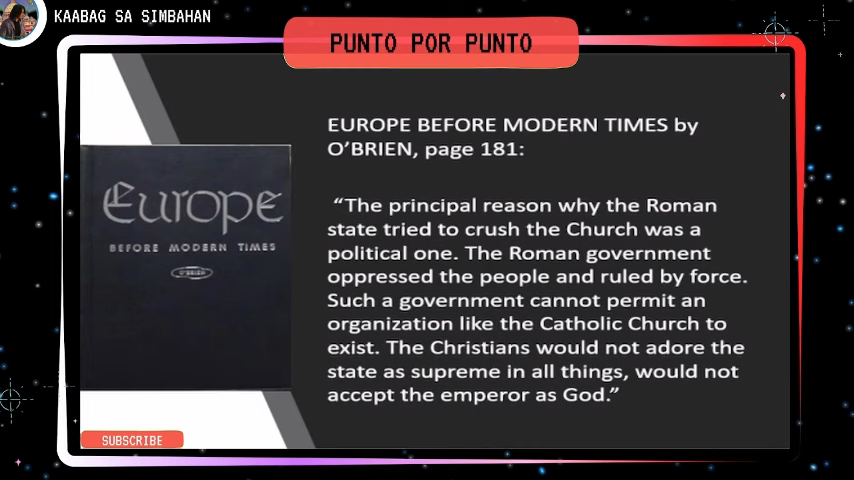 KAABAG SA SIMBAHAN
PUNTO POR PUNTO
EUROPE BEFORE MODERN TIMES by
O’BRIEN, page 181:
“The principal reason why the Roman
state tried to crush the Church was a
political one. The Roman government
oppressed the people and ruled by force.
Such a government cannot permit an
organization like the Catholic Church to
exist. The Christians would not adore the
state as supreme in all things, would not
accept the emperor as God.”
Europe
BEFORE MODERN TIMES
O'BRIEN
SUBSCRIBE